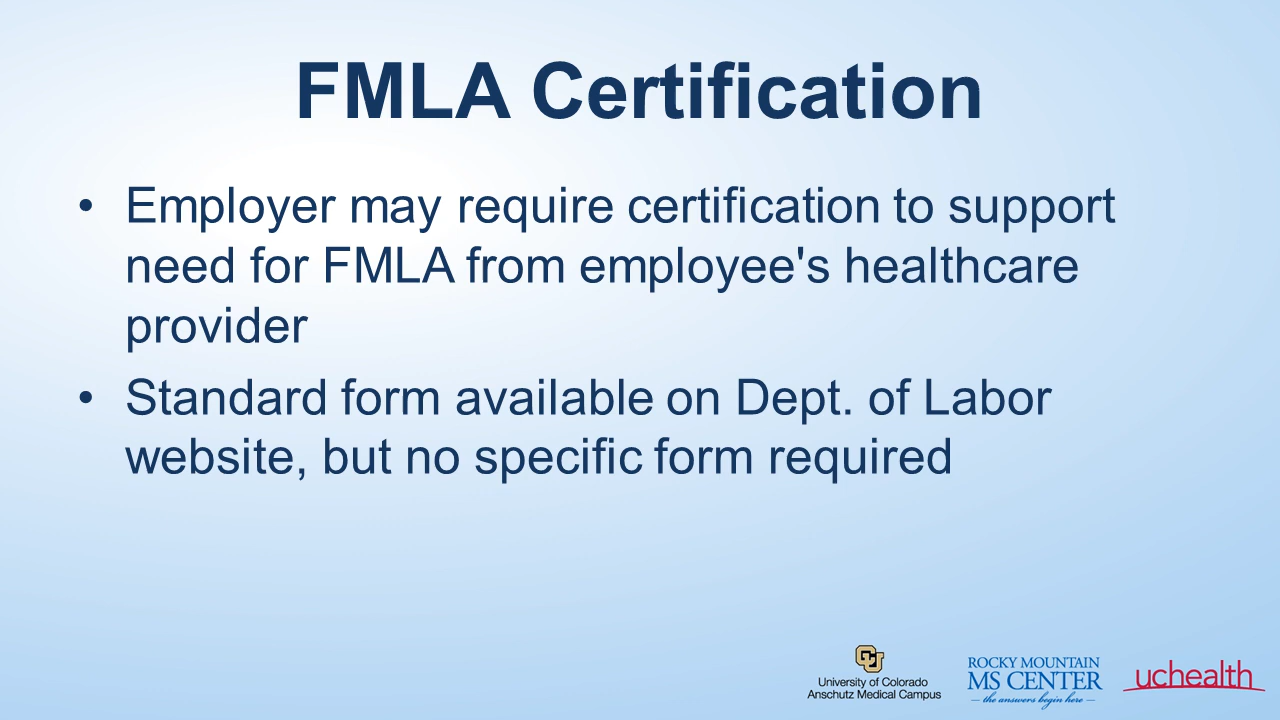 FMLA Certification
• Employer may require certification to support
need for FMLA from employee's healthcare
provider
• Standard form available on Dept. of Labor
website, but no specific form required
CU
University of Colorado
Anschutz Medical Campus
ROCKY MOUNTAIN
MS CENTER
— the answers begin here —
uchealth